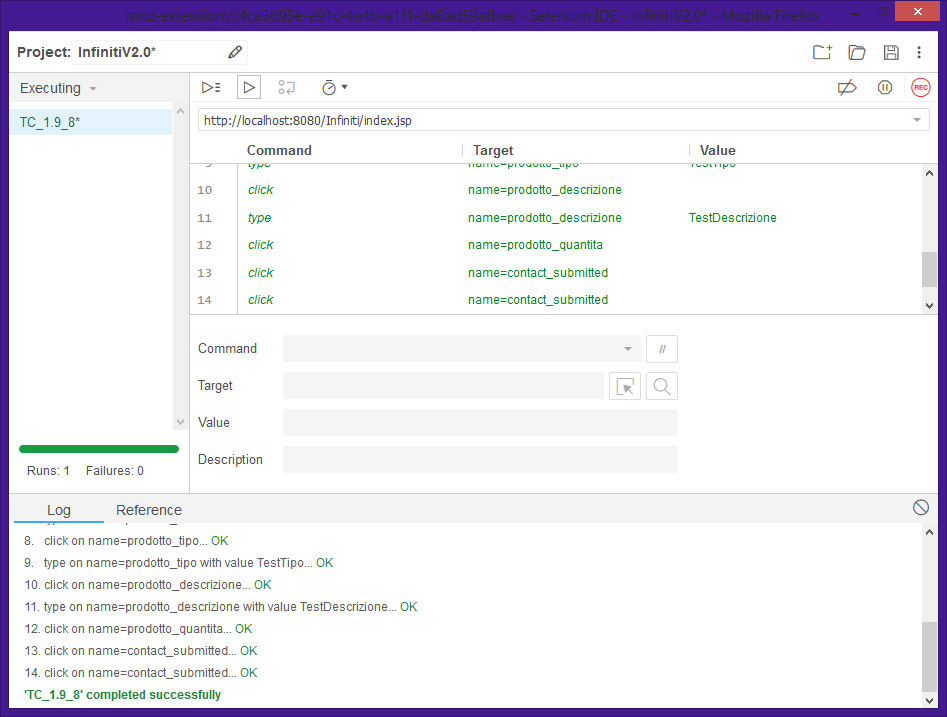 moz-extension://4ca3b95e-e91c-4a4b-a1f1-da0ad59afbae - Selenium IDE - InfinitiV2.0* - Mozilla Firefox
Project: InfinitiV2.0*
Executing
TC_1.9_8*
http://localhost:8080/Infiniti/index.jsp
Command Target Value
9 type name=prodotto_tipo TestTipo
10 click name=prodotto_descrizione
11 type name=prodotto_descrizione TestDescrizione
12 click name=prodotto_quantita
13 click name=contact_submitted
14 click name=contact_submitted
Command //
Target
Value
Description
Runs: 1 Failures: 0
REC
Log Reference
8. click on name=prodotto_tipo... OK
9. type on name=prodotto_tipo with value TestTipo... OK
10. click on name=prodotto_descrizione... OK
11. type on name=prodotto_descrizione with value TestDescrizione... OK
12. click on name=prodotto_quantita... OK
13. click on name=contact_submitted... OK
14. click on name=contact_submitted... OK
'TC_1.9_8' completed successfully